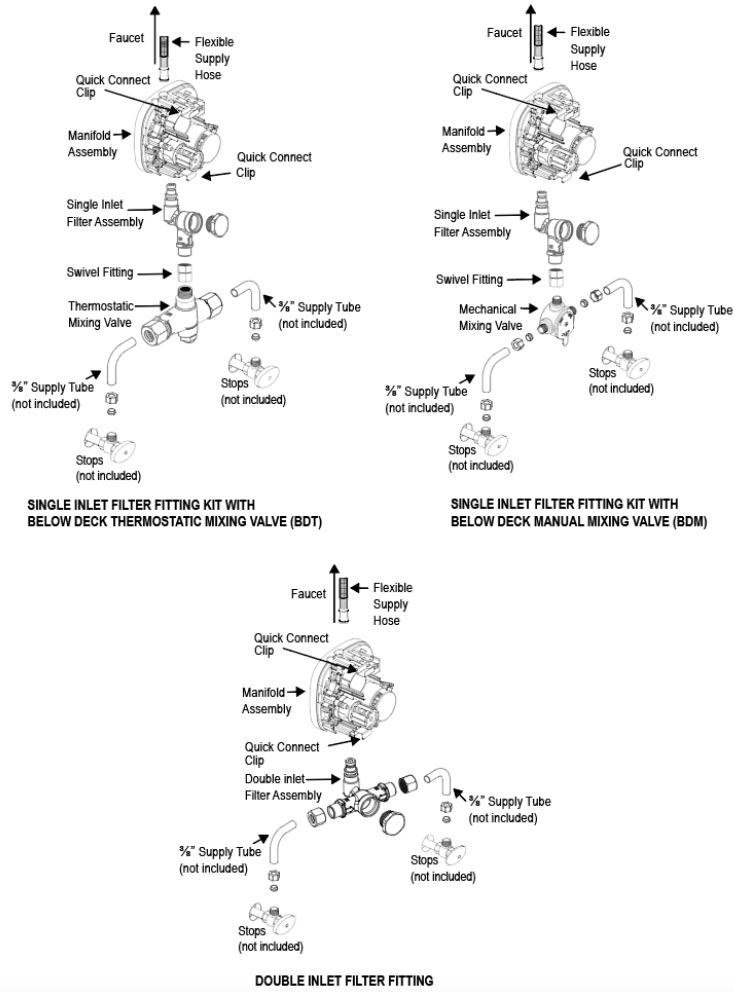 Faucet
Flexible
Supply
Hose
Quick Connect
Clip
Manifold
Assembly
Quick Connect
Clip
Single Inlet
Filter Assembly
Swivel Fitting
Thermostatic
Mixing Valve
⅜" Supply Tube
(not included)
⅜" Supply Tube
(not included)
Stops
(not included)
Stops
(not included)
SINGLE INLET FILTER FITTING KIT WITH
BELOW DECK THERMOSTATIC MIXING VALVE (BDT)
Faucet
Flexible
Supply
Hose
Quick Connect
Clip
Manifold
Assembly
Quick Connect
Clip
Single Inlet
Filter Assembly
Swivel Fitting
Mechanical
Mixing Valve
⅜" Supply Tube
(not included)
Stops
(not included)
⅜" Supply Tube
(not included)
Stops
(not included)
SINGLE INLET FILTER FITTING KIT WITH
BELOW DECK MANUAL MIXING VALVE (BDM)
Faucet
Flexible
Supply
Hose
Quick Connect
Clip
Manifold
Assembly
Quick Connect
Clip
Double inlet
Filter Assembly
⅜" Supply Tube
(not included)
⅜" Supply Tube
(not included)
Stops
(not included)
Stops
(not included)
DOUBLE INLET FILTER FITTING